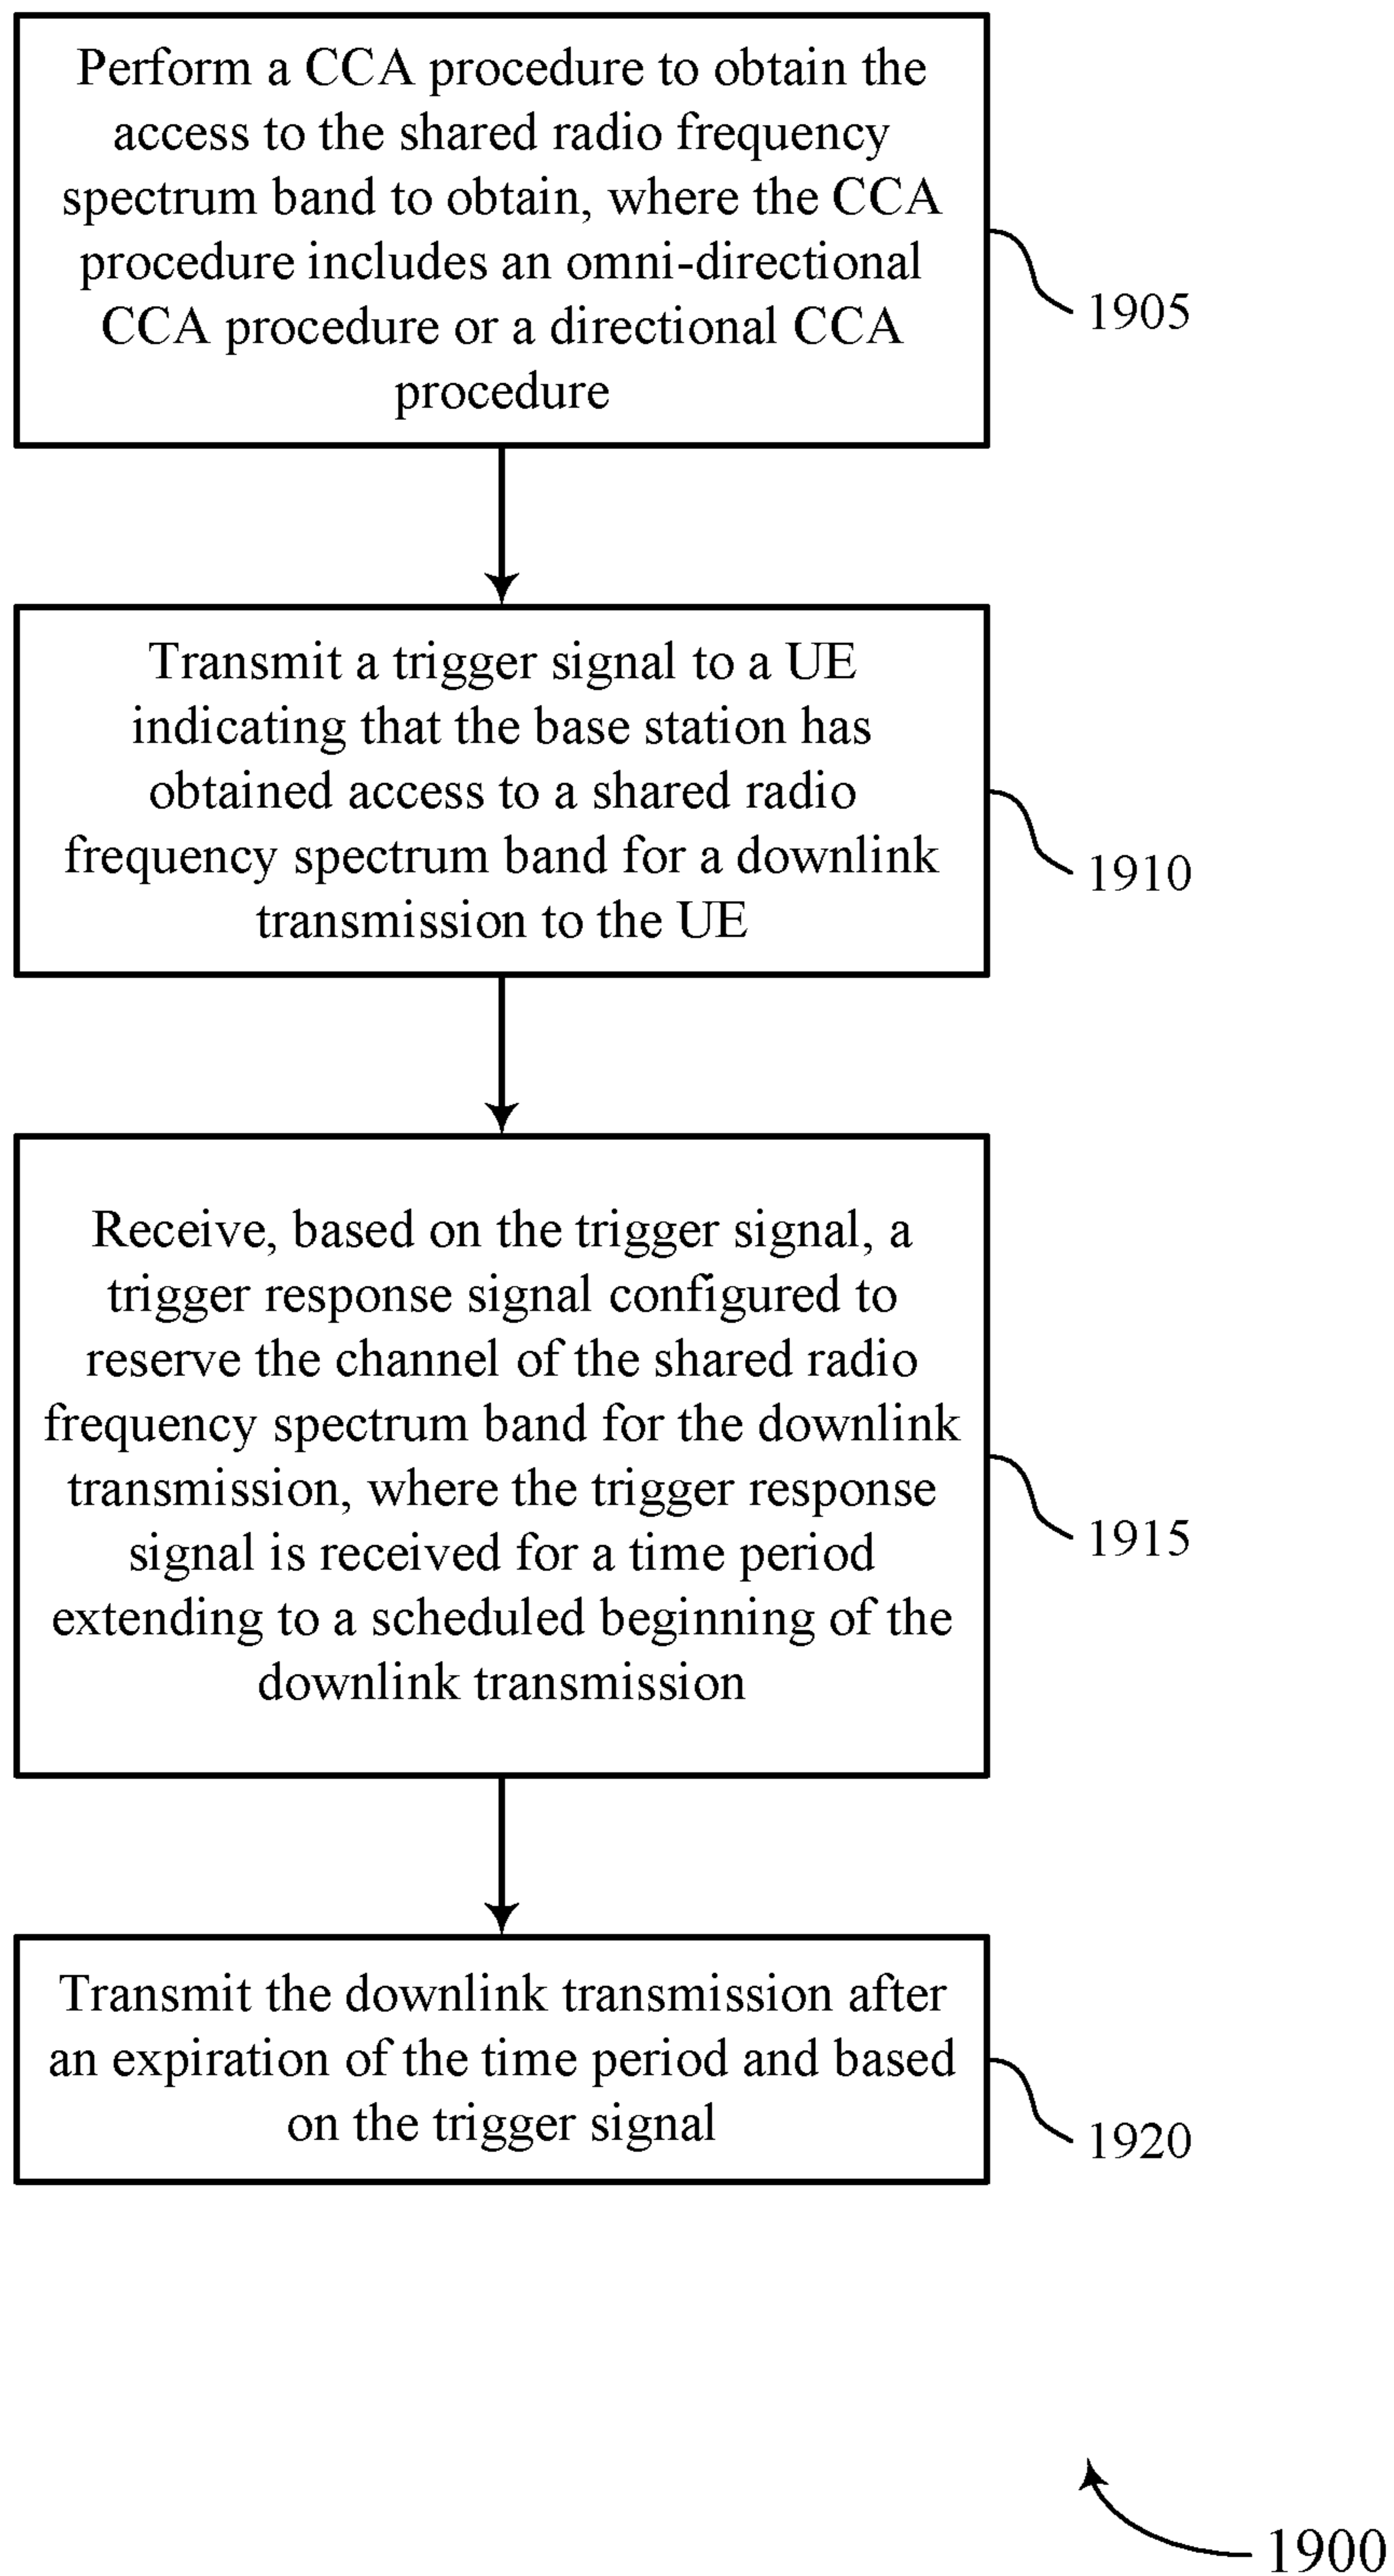 Perform a CCA procedure to obtain the
access to the shared radio frequency
spectrum band to obtain, where the CCA
procedure includes an omni-directional
CCA procedure or a directional CCA
procedure
1905
Transmit a trigger signal to a UE
indicating that the base station has
obtained access to a shared radio
frequency spectrum band for a downlink
transmission to the UE
1910
Receive, based on the trigger signal, a
trigger response signal configured to
reserve the channel of the shared radio
frequency spectrum band for the downlink
transmission, where the trigger response
signal is received for a time period
extending to a scheduled beginning of the
downlink transmission
1915
Transmit the downlink transmission after
an expiration of the time period and based
on the trigger signal
1920
1900